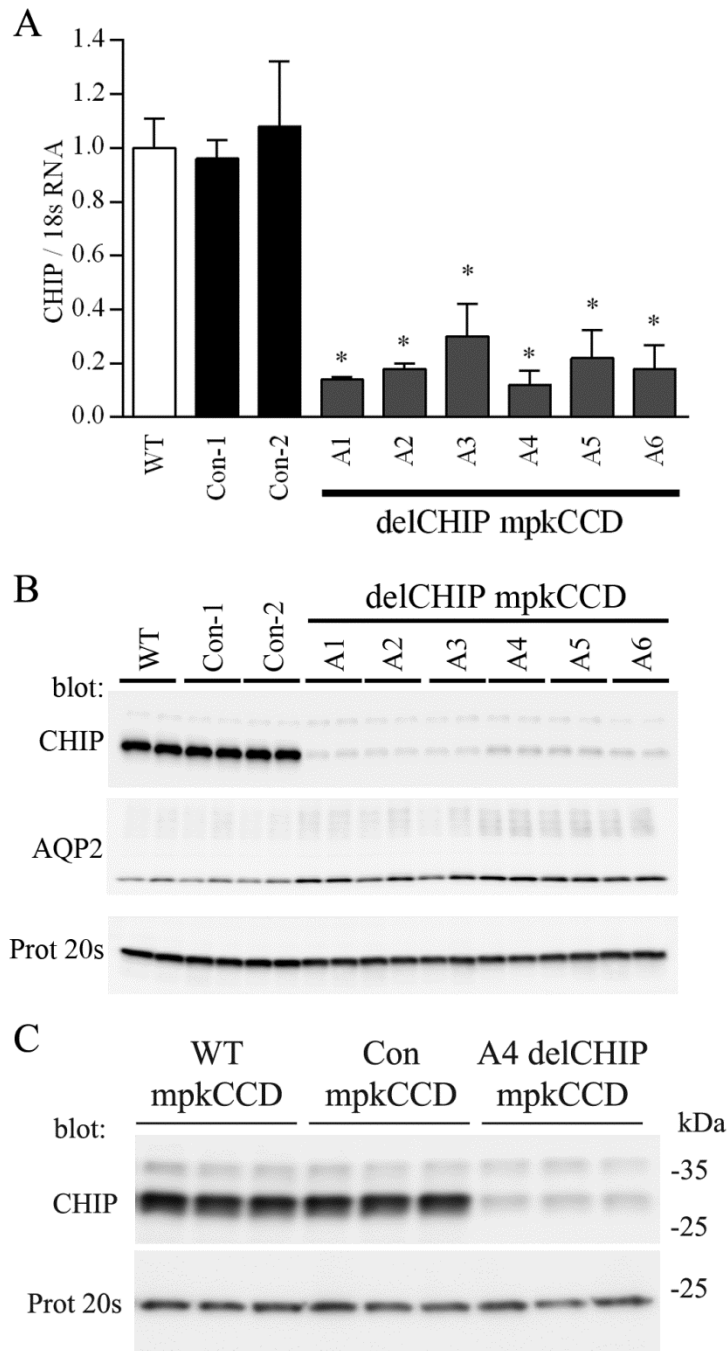 A
CHIP / 18s RNA
1.4
1.2
1.0
0.8
0.6
0.4
0.2
0.0
* * * * * *
WT Con-1 Con-2 A1 A2 A3 A4 A5 A6
delCHIP mpkCCD
B
delCHIP mpkCCD
WT Con-1 Con-2 A1 A2 A3 A4 A5 A6
blot:
CHIP
AQP2
Prot 20s
C
WT Con A4 delCHIP
mpkCCD mpkCCD mpkCCD
blot: kDa
-35
CHIP
-25
-25
Prot 20s